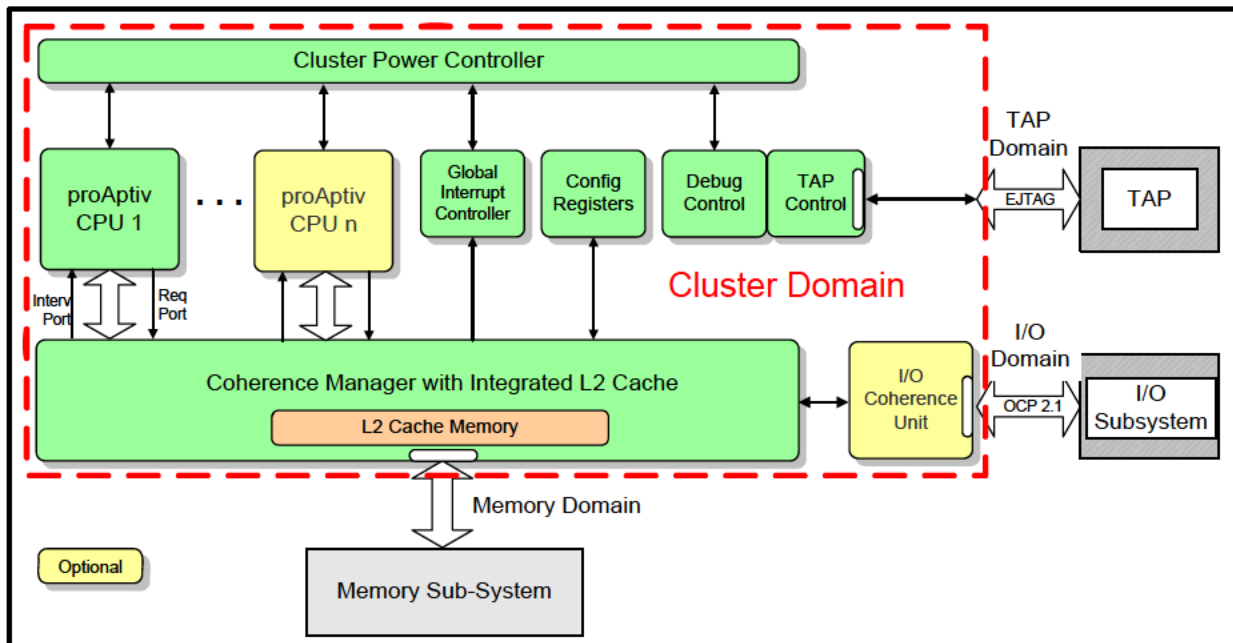 Cluster Power Controller
proAptiv
CPU 1
. . .
proAptiv
CPU n
Global
Interrupt
Controller
Config
Registers
Debug
Control
TAP
Control
TAP
Domain
EJTAG
TAP
Interv
Port
Req
Port
Cluster Domain
Coherence Manager with Integrated L2 Cache
L2 Cache Memory
I/O
Coherence
Unit
I/O
Domain
OCP 2.1
I/O
Subsystem
Memory Domain
Optional
Memory Sub-System